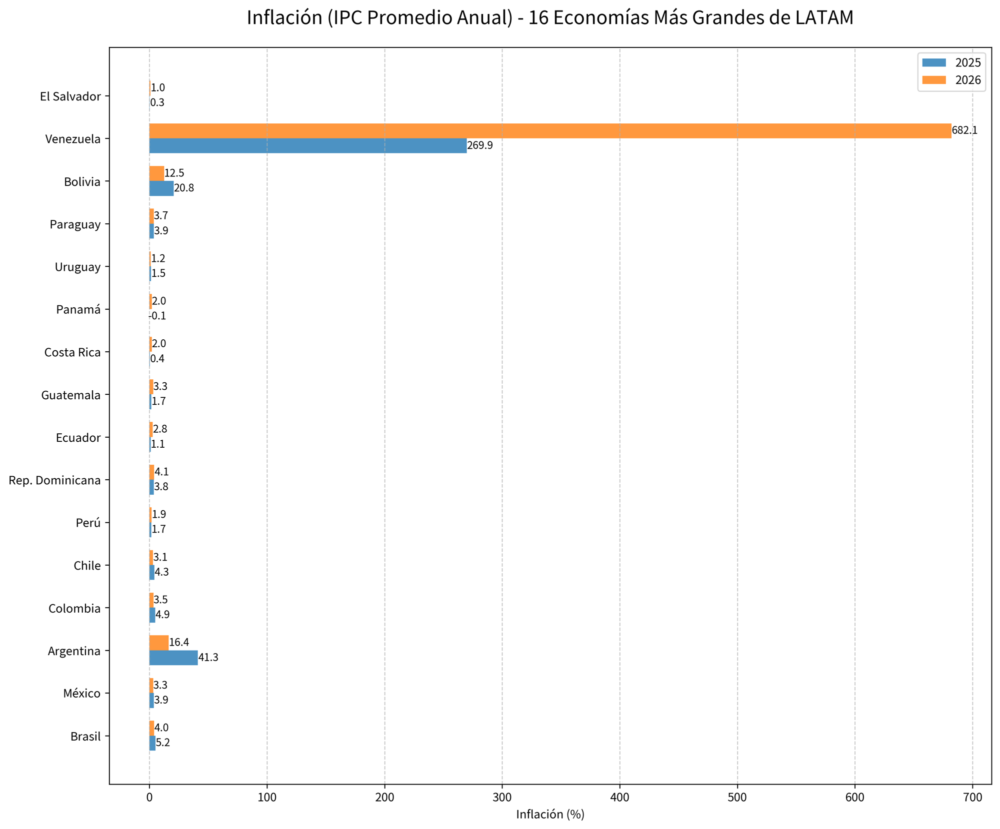 Inflación (IPC Promedio Anual) - 16 Economías Más Grandes de LATAM
2025
2026
El Salvador
1.0
0.3
Venezuela
682.1
269.9
Bolivia
12.5
20.8
Paraguay
3.7
3.9
Uruguay
1.2
1.5
Panamá
2.0
-0.1
Costa Rica
2.0
0.4
Guatemala
3.3
1.7
Ecuador
2.8
1.1
Rep. Dominicana
4.1
3.8
Perú
1.9
1.7
Chile
3.1
4.3
Colombia
3.5
4.9
Argentina
16.4
41.3
México
3.3
3.9
Brasil
4.0
5.2
0 100 200 300 400 500 600 700
Inflación (%)